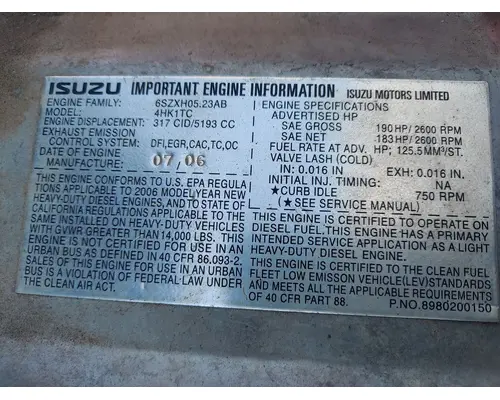 ISUZU IMPORTANT ENGINE INFORMATION ISUZU MOTORS LIMITED
ENGINE FAMILY: 6SZXH05.23AB
4HK1TC
ENGINE DISPLACEMENT: 317 CID/5193 CC
EXHAUST EMISSION
CONTROL SYSTEM: DFI,EGR,CAC,TC,OC
DATE OF ENGINE
MANUFACTURE: 07 06
THIS ENGINE CONFORMS TO U.S. EPA REGULA
TIONS APPLICABLE TO 2006 MODEL YEAR NEW
HEAVY-DUTY DIESEL ENGINES, AND TO STATE OF
CALIFORNIA REGULATIONS APPLICABLE TO THE
SAME INSTALLED ON HEAVY-DUTY VEHICLES
WITH GVWR GREATER THAN 14,000 LBS. THIS
ENGINE IS NOT CERTIFIED FOR USE IN AN
URBAN BUS AS DEFINED IN 40 CFR 86.093-2.
SALES OF THIS ENGINE FOR USE IN AN URBAN
BUS IS A VIOLATION OF FEDERAL-LAW UNDER
THE CLEAN AIR ACT.
ENGINE SPECIFICATIONS
ADVERTISED HP
SAE GROSS 190 HP/ 2600 RPM
SAE NET 183 HP/ 2600 RPM
FUEL RATE AT ADV. HP: 125.5 MM³/ST.
VALVE LASH (COLD)
IN: 0.016 IN EXH: 0.016 IN
INITIAL INJ. TIMING: NA
★CURB IDLE 750 RPM
(★SEE SERVICE MANUAL)
THIS ENGINE IS CERTIFIED TO OPERATE ON
DIESEL FUEL. THIS ENGINE HAS A PRIMARY
INTENDED SERVICE APPLICATION AS A LIGHT
HEAVY-DUTY DIESEL ENGINE.
THIS ENGINE IS CERTIFIED TO THE CLEAN FUEL
FLEET LOW EMISSION VEHICLE(LEV)STANDARDS
AND MEETS ALL THE APPLICABLE REQUIREMENTS
OF 40 CFR PART 88.
P.NO.8980200150